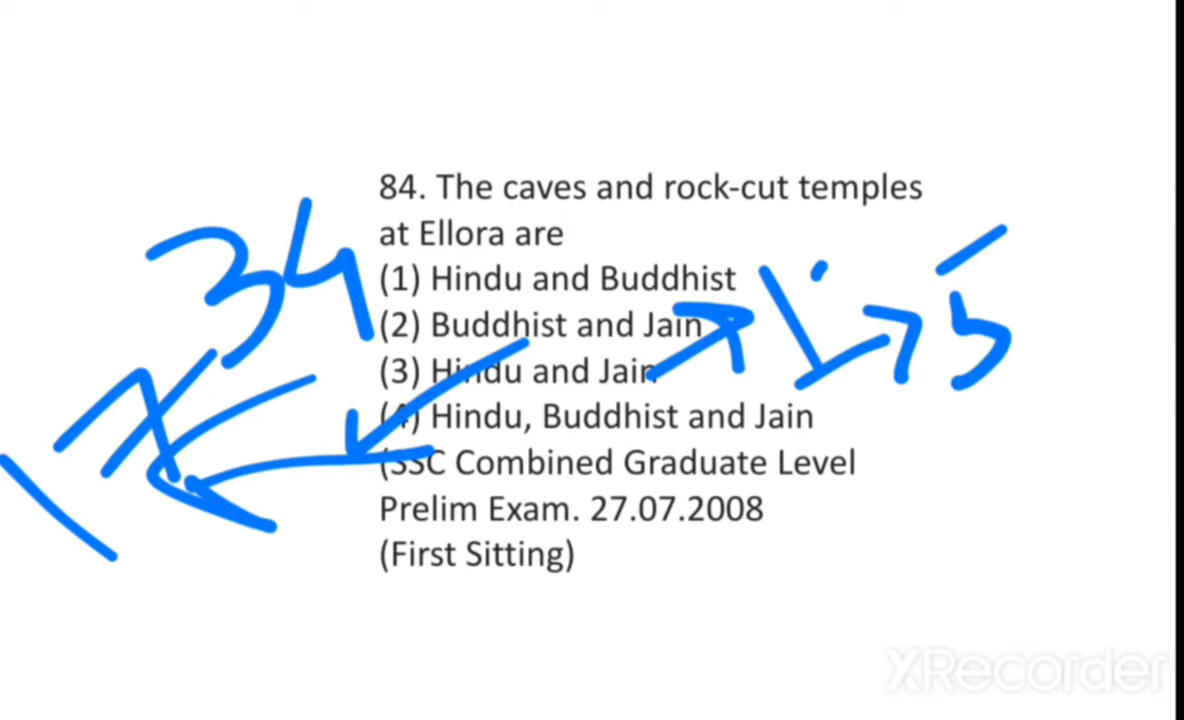 84. The caves and rock-cut temples
at Ellora are
34
(1) Hindu and Buddhist
(2) Buddhist and Jain
(3) Hindu and Jain
(4) Hindu, Buddhist and Jain
(SSC Combined Graduate Level
Prelim Exam. 27.07.2008
(First Sitting)
XRecorder